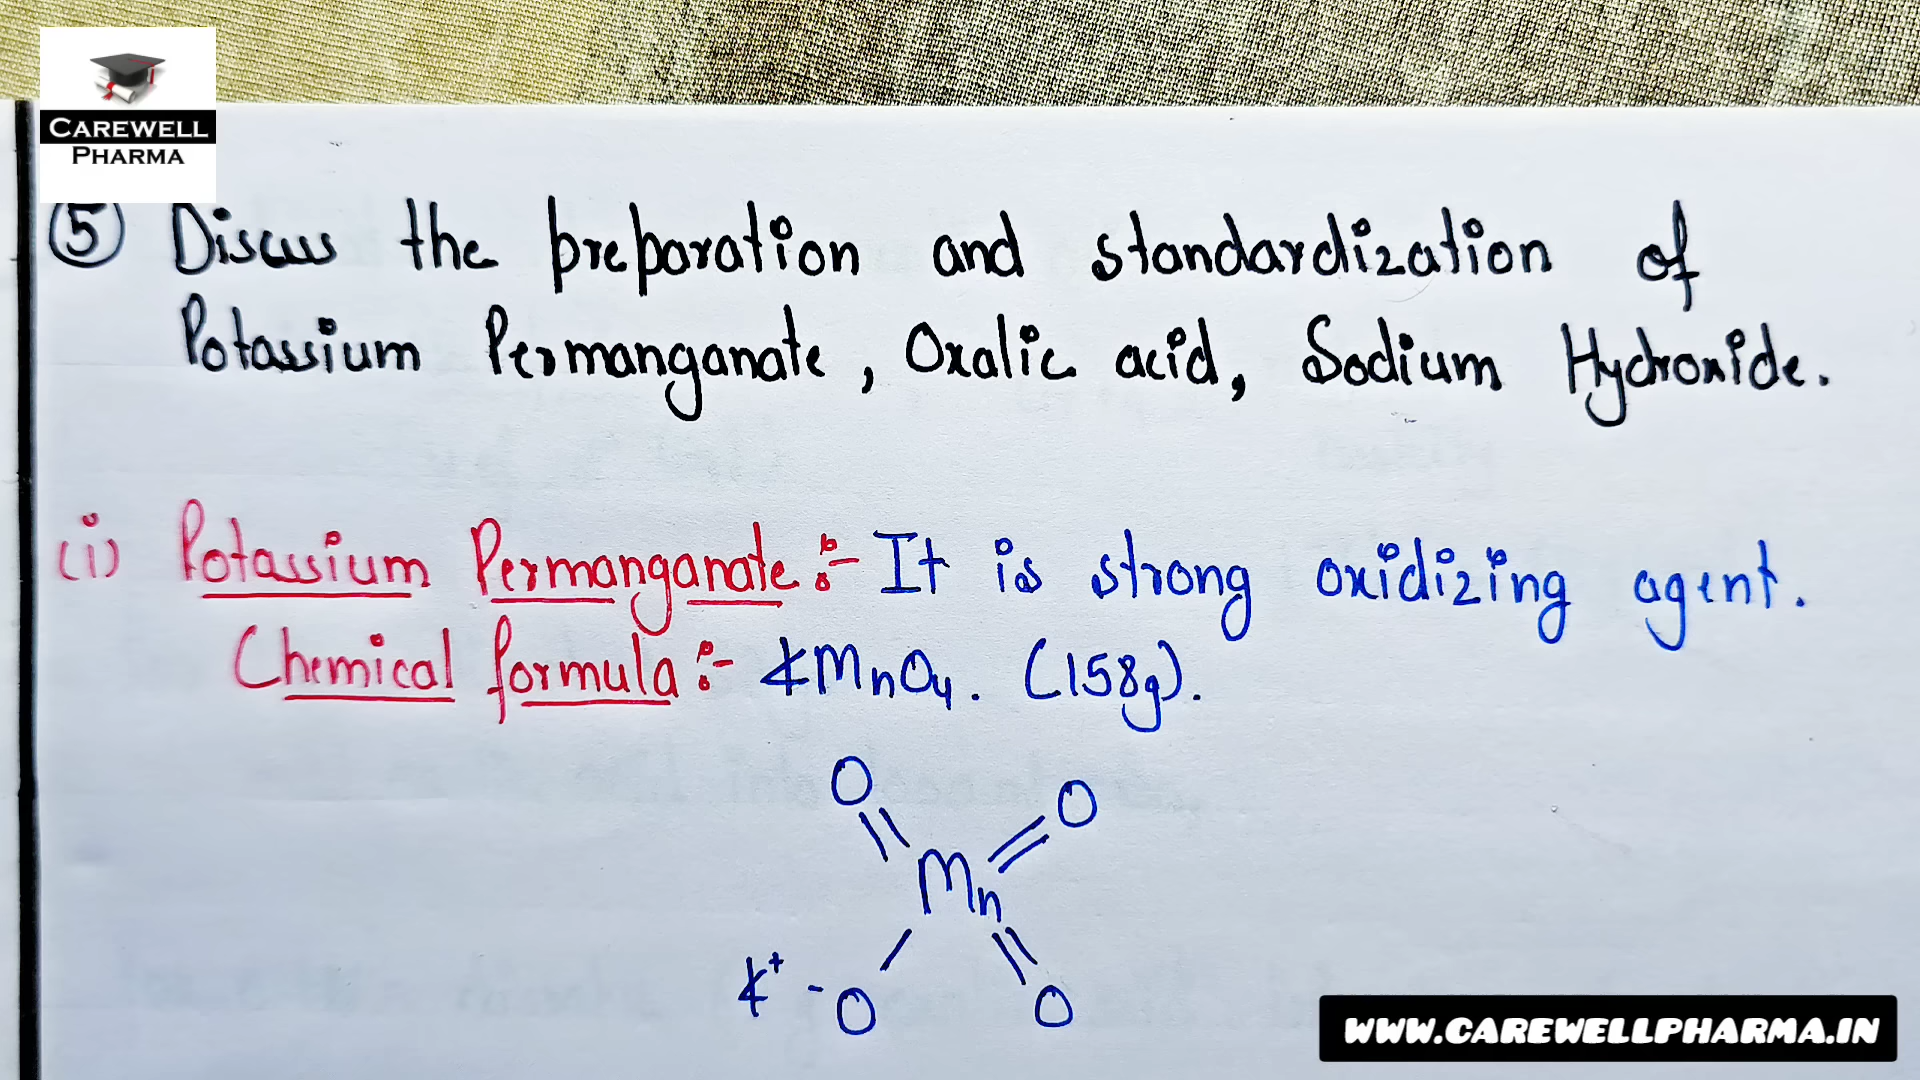 CAREWELL
PHARMA
⑤ Discuss the preparation and standardization of
Potassium Permanganate, Oxalic acid, Sodium Hydroxide.
(i) Potassium Permanganate :- It is strong oxidizing agent.
Chemical formula :- KMnO₄. (158g).
O O
Mn
K⁺ -O O
WWW.CAREWELLPHARMA.IN